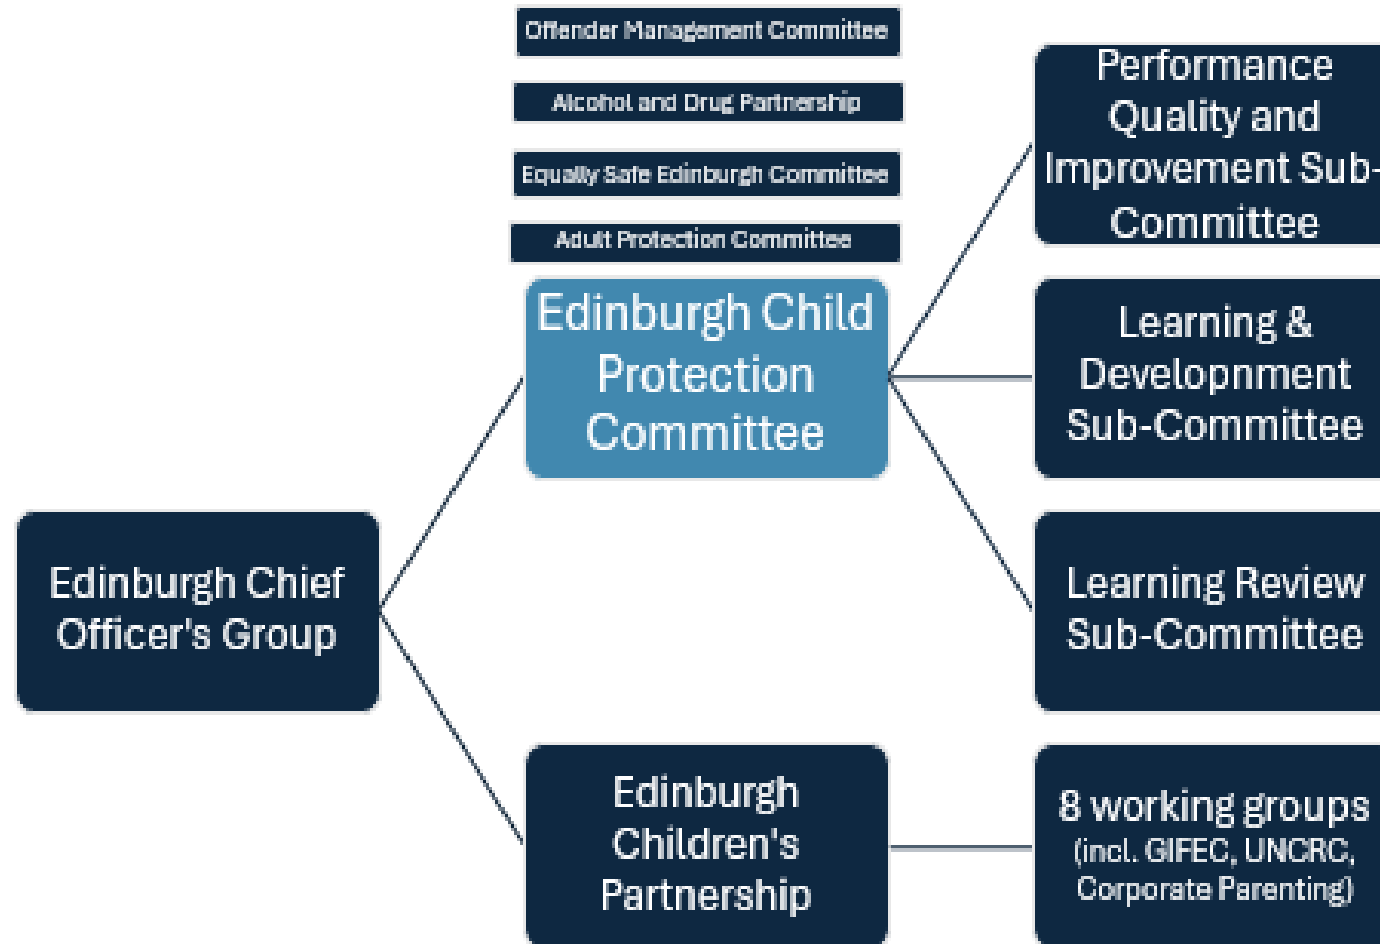 Offender Management Committee
Alcohol and Drug Partnership
Equally Safe Edinburgh Committee
Adult Protection Committee
Edinburgh Child
Protection
Committee
Performance
Quality and
Improvement Sub-
Committee
Learning &
Developnment
Sub-Committee
Edinburgh Chief
Officer's Group
Learning Review
Sub-Committee
Edinburgh
Children's
Partnership
8 working groups
(incl. GIFEC, UNCRC,
Corporate Parenting)